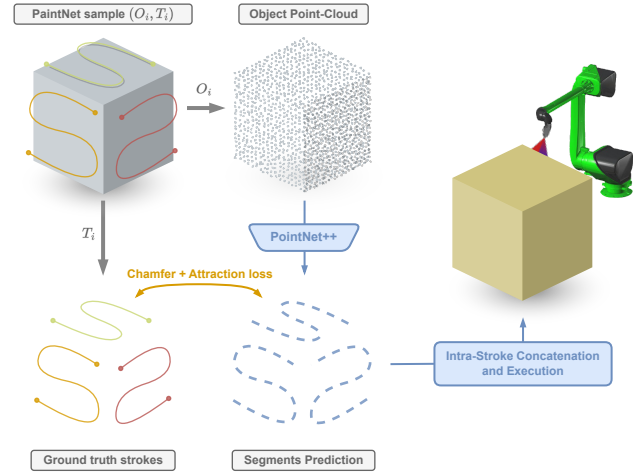 PaintNet sample (O_i, T_i)
Object Point-Cloud
O_i
T_i
PointNet++
Chamfer + Attraction loss
Intra-Stroke Concatenation
and Execution
Ground truth strokes
Segments Prediction